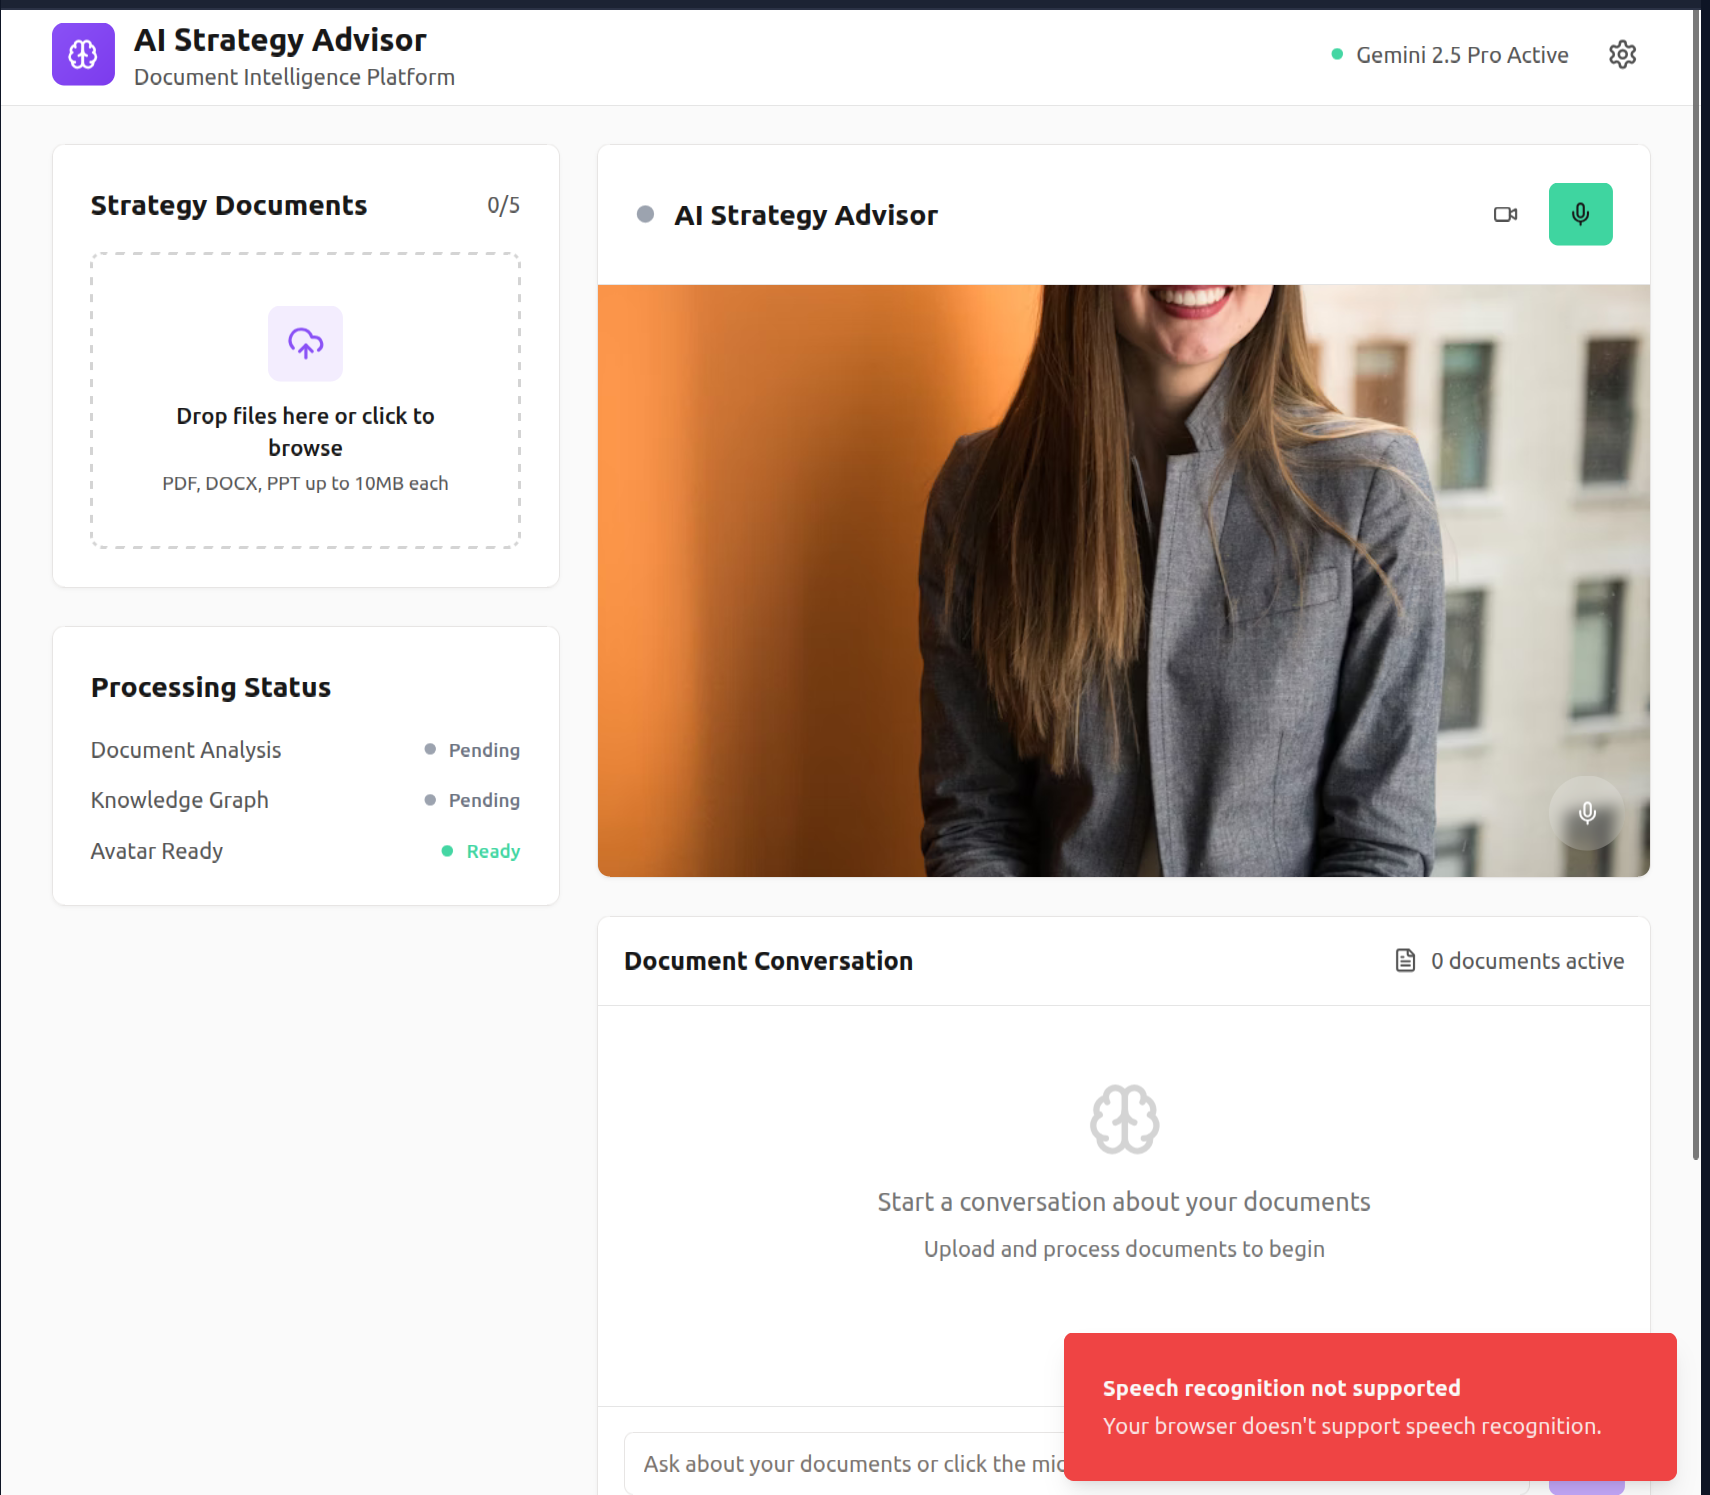 AI Strategy Advisor
Document Intelligence Platform
Gemini 2.5 Pro Active
Strategy Documents
0/5
Drop files here or click to
browse
PDF, DOCX, PPT up to 10MB each
Processing Status
Document Analysis
Pending
Knowledge Graph
Pending
Avatar Ready
Ready
AI Strategy Advisor
Document Conversation
0 documents active
Start a conversation about your documents
Upload and process documents to begin
Ask about your documents or click the mic
Speech recognition not supported
Your browser doesn't support speech recognition.